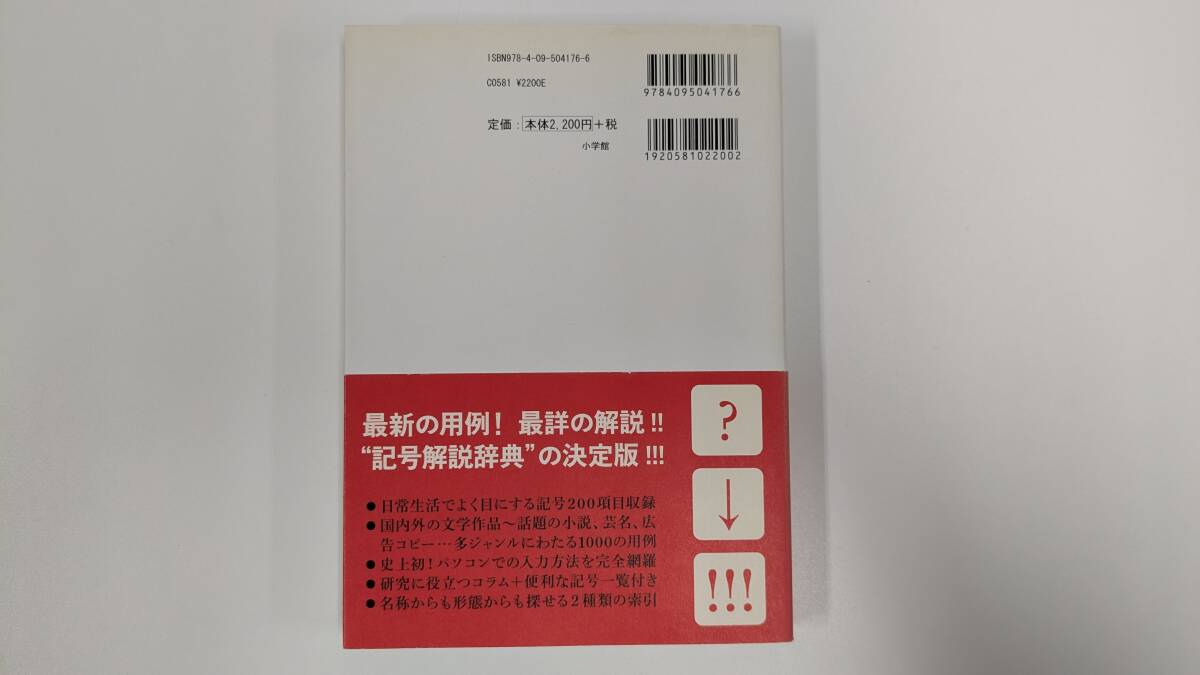 ISBN978-4-09-504176-6
C0581 ¥2200E
定価：本体2,200円＋税
小学館
9784095041766
1920581022002
最新の用例！最詳の解説!!
“記号解説辞典”の決定版!!!
●日常生活でよく目にする記号200項目収録
●国内外の文学作品～話題の小説、芸名、広
告コピー…多ジャンルにわたる1000の用例
●史上初！パソコンでの入力方法を完全網羅
●研究に役立つコラム＋便利な記号一覧付き
●名称からも形態からも探せる2種類の索引
?
↓
!!!